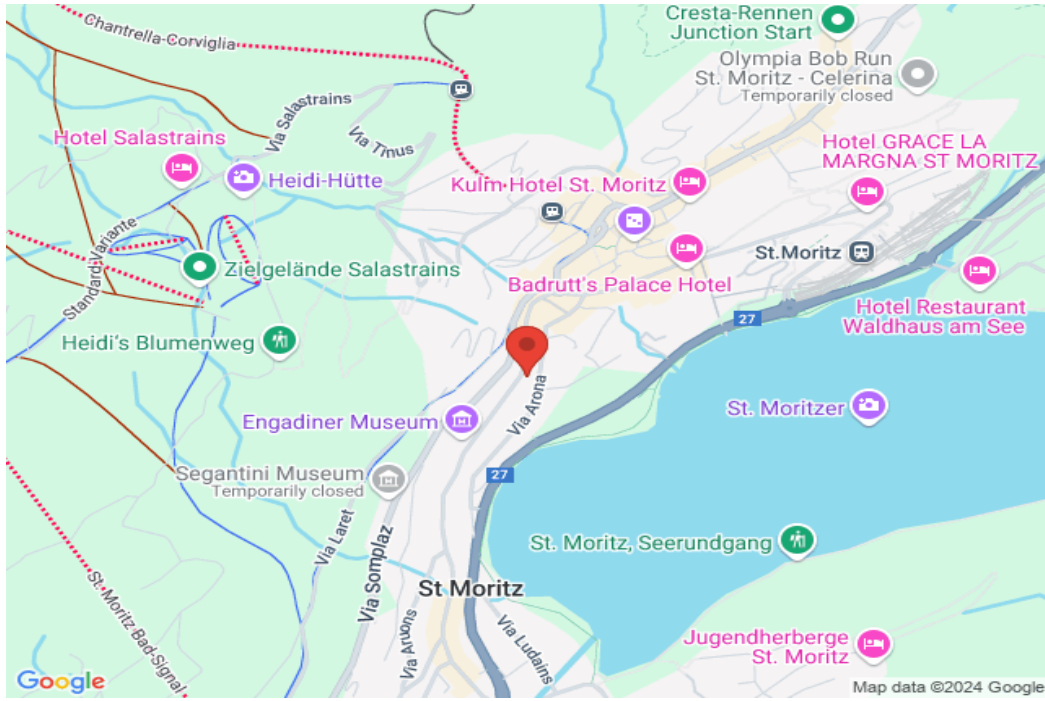 Cresta-Rennen
Junction Start
Chantrella-Corviglia
Olympia Bob Run
St. Moritz - Celerina
Temporarily closed
Via Salastrains
Via Tinus
Hotel Salastrains
Hotel GRACE LA
MARGNA ST MORITZ
Heidi-Hütte
Kulm Hotel St. Moritz
Standard-Variante
St.Moritz
Zielgelände Salastrains
Badrutt's Palace Hotel
Hotel Restaurant
Waldhaus am See
27
Heidi's Blumenweg
Via Arona
St. Moritzer
Engadiner Museum
Segantini Museum
Temporarily closed
27
Via Laret
Via Somplaz
St. Moritz, Seerundgang
St Moritz
St. Moritz-Bad-Signal
Via Aruons
Via Ludains
Jugendherberge
St. Moritz
Google
Map data ©2024 Google